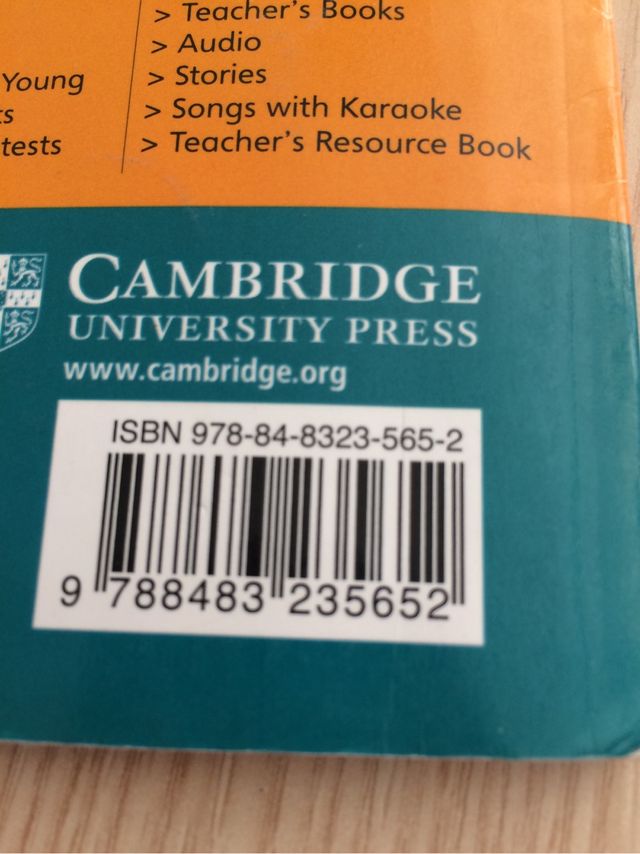 > Teacher's Books
> Audio
Young
> Stories
> Songs with Karaoke
tests
> Teacher's Resource Book
CAMBRIDGE
UNIVERSITY PRESS
www.cambridge.org
ISBN 978-84-8323-565-2
9 788483 235652